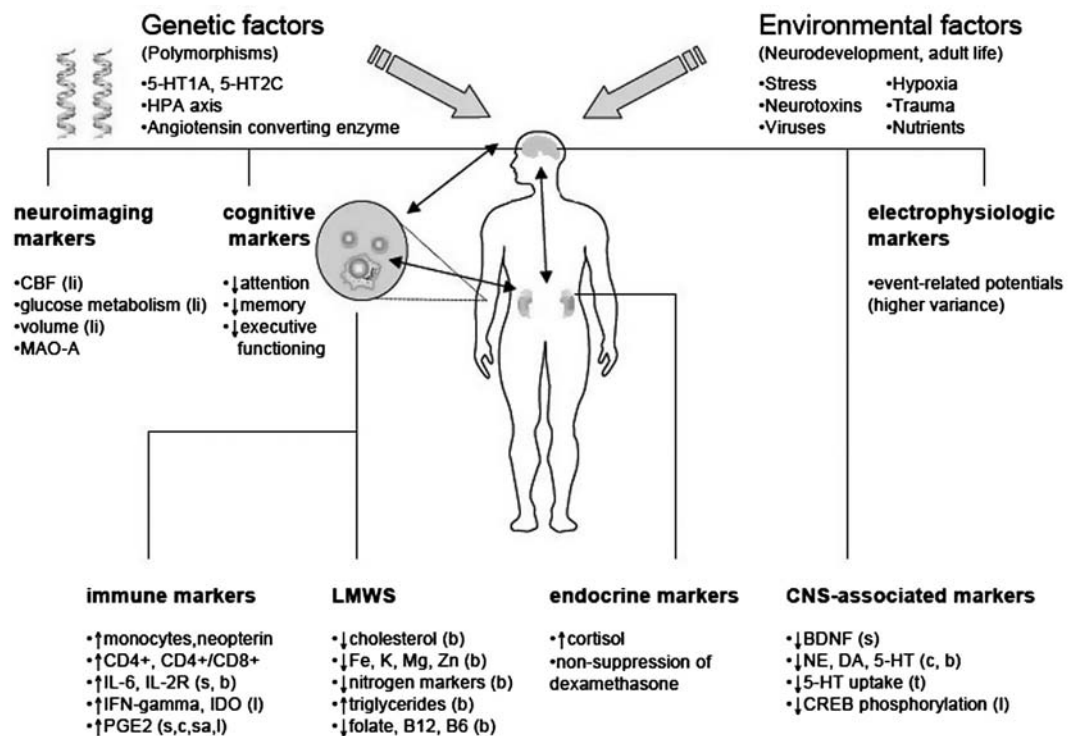 Genetic factors
(Polymorphisms)
•5-HT1A, 5-HT2C
•HPA axis
•Angiotensin converting enzyme
Environmental factors
(Neurodevelopment, adult life)
•Stress
•Neurotoxins
•Viruses
•Hypoxia
•Trauma
•Nutrients
neuroimaging
markers
•CBF (li)
•glucose metabolism (li)
•volume (li)
•MAO-A
cognitive
markers
•↓attention
•↓memory
•↓executive
functioning
electrophysiologic
markers
•event-related potentials
(higher variance)
immune markers
•↑monocytes,neopterin
•↑CD4+, CD4+/CD8+
•↑IL-6, IL-2R (s, b)
•↑IFN-gamma, IDO (l)
•↑PGE2 (s,c,sa,l)
LMWS
•↓cholesterol (b)
•↓Fe, K, Mg, Zn (b)
•↓nitrogen markers (b)
•↑triglycerides (b)
•↓folate, B12, B6 (b)
endocrine markers
•↑cortisol
•non-suppression of
dexamethasone
CNS-associated markers
•↓BDNF (s)
•↓NE, DA, 5-HT (c, b)
•↓5-HT uptake (t)
•↓CREB phosphorylation (l)